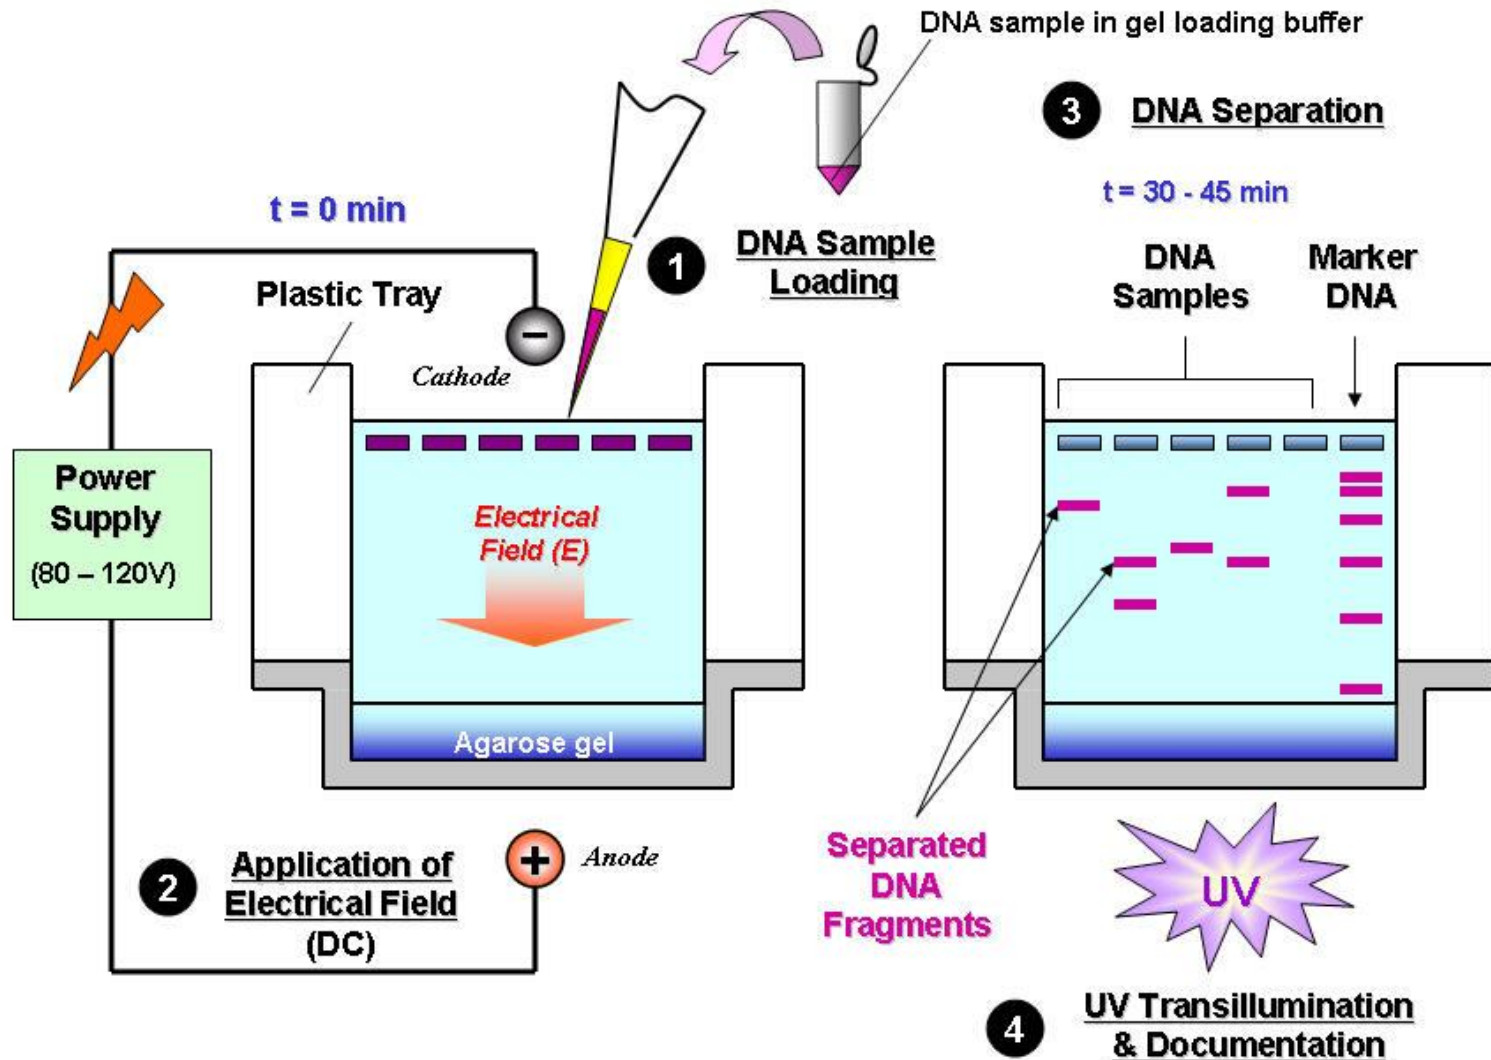 DNA sample in gel loading buffer
3
DNA Separation
t = 0 min
t = 30 - 45 min
1
DNA Sample
Loading
DNA
Samples
Marker
DNA
Plastic Tray
−
Cathode
Power
Supply
(80 – 120V)
Electrical
Field (E)
Agarose gel
2
Application of
Electrical Field
(DC)
+
Anode
Separated
DNA
Fragments
UV
4
UV Transillumination
& Documentation